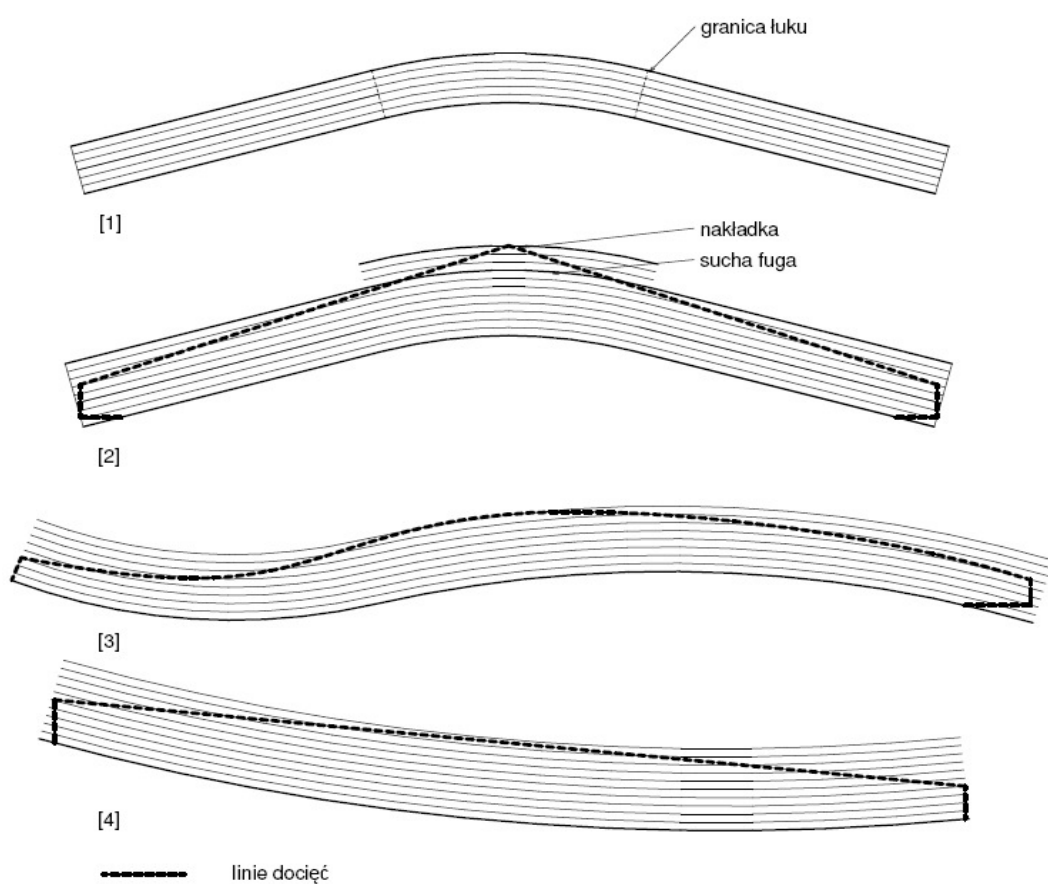 granica łuku
[1]
nakładka
sucha fuga
[2]
[3]
[4]
linie docięć